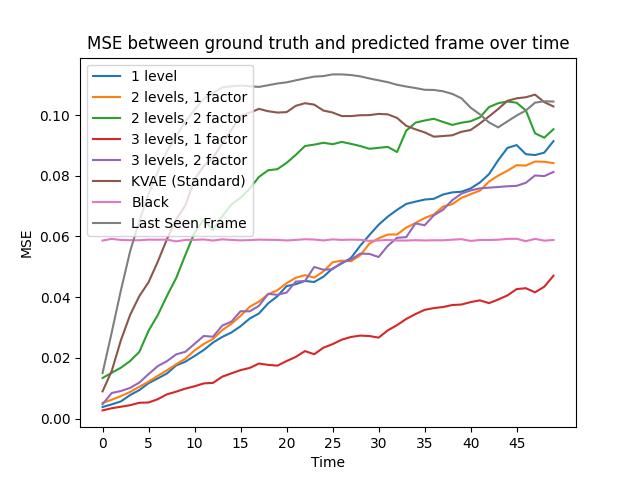 MSE between ground truth and predicted frame over time
1 level
2 levels, 1 factor
2 levels, 2 factor
3 levels, 1 factor
3 levels, 2 factor
KVAE (Standard)
Black
Last Seen Frame
MSE
0.10
0.08
0.06
0.04
0.02
0.00
0 5 10 15 20 25 30 35 40 45
Time